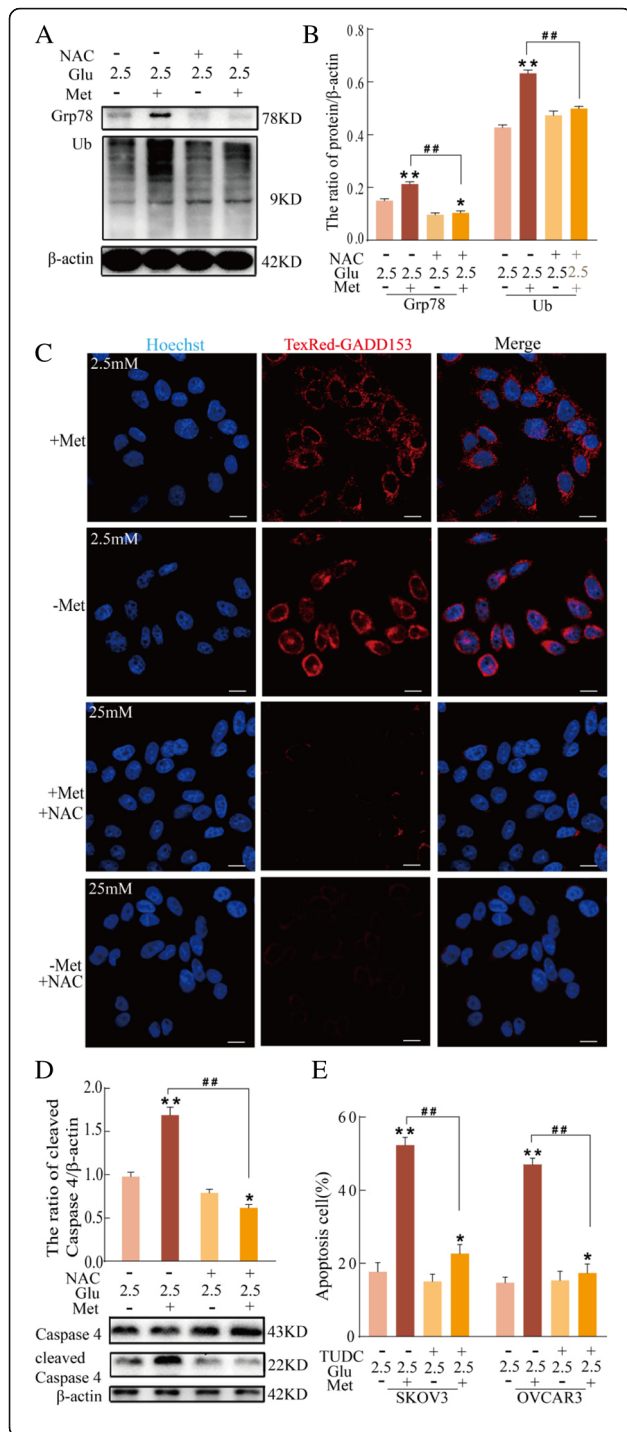 A
NAC - - + +
Glu 2.5 2.5 2.5 2.5
Met - + - +
Grp78 78KD
Ub
9KD
β-actin 42KD
B
The ratio of protein/β-actin
0.8
0.6
0.4
0.2
0.0
** ## *
** ##
NAC - - + + - - + +
Glu 2.5 2.5 2.5 2.5 2.5 2.5 2.5 2.5
Met - + - + - + - +
Grp78 Ub
C
Hoechst TexRed-GADD153 Merge
2.5mM
+Met
2.5mM
-Met
25mM
+Met
+NAC
25mM
-Met
+NAC
D
The ratio of cleaved
Caspase 4/β-actin
2.0
1.5
1.0
0.5
0.0
** ## *
NAC - - + +
Glu 2.5 2.5 2.5 2.5
Met - + - +
Caspase 4 43KD
cleaved
Caspase 4 22KD
β-actin 42KD
E
Apoptosis cell(%)
60
40
20
0
** ## *
** ## *
TUDC - - + + - - + +
Glu 2.5 2.5 2.5 2.5 2.5 2.5 2.5 2.5
Met - + - + - + - +
SKOV3 OVCAR3